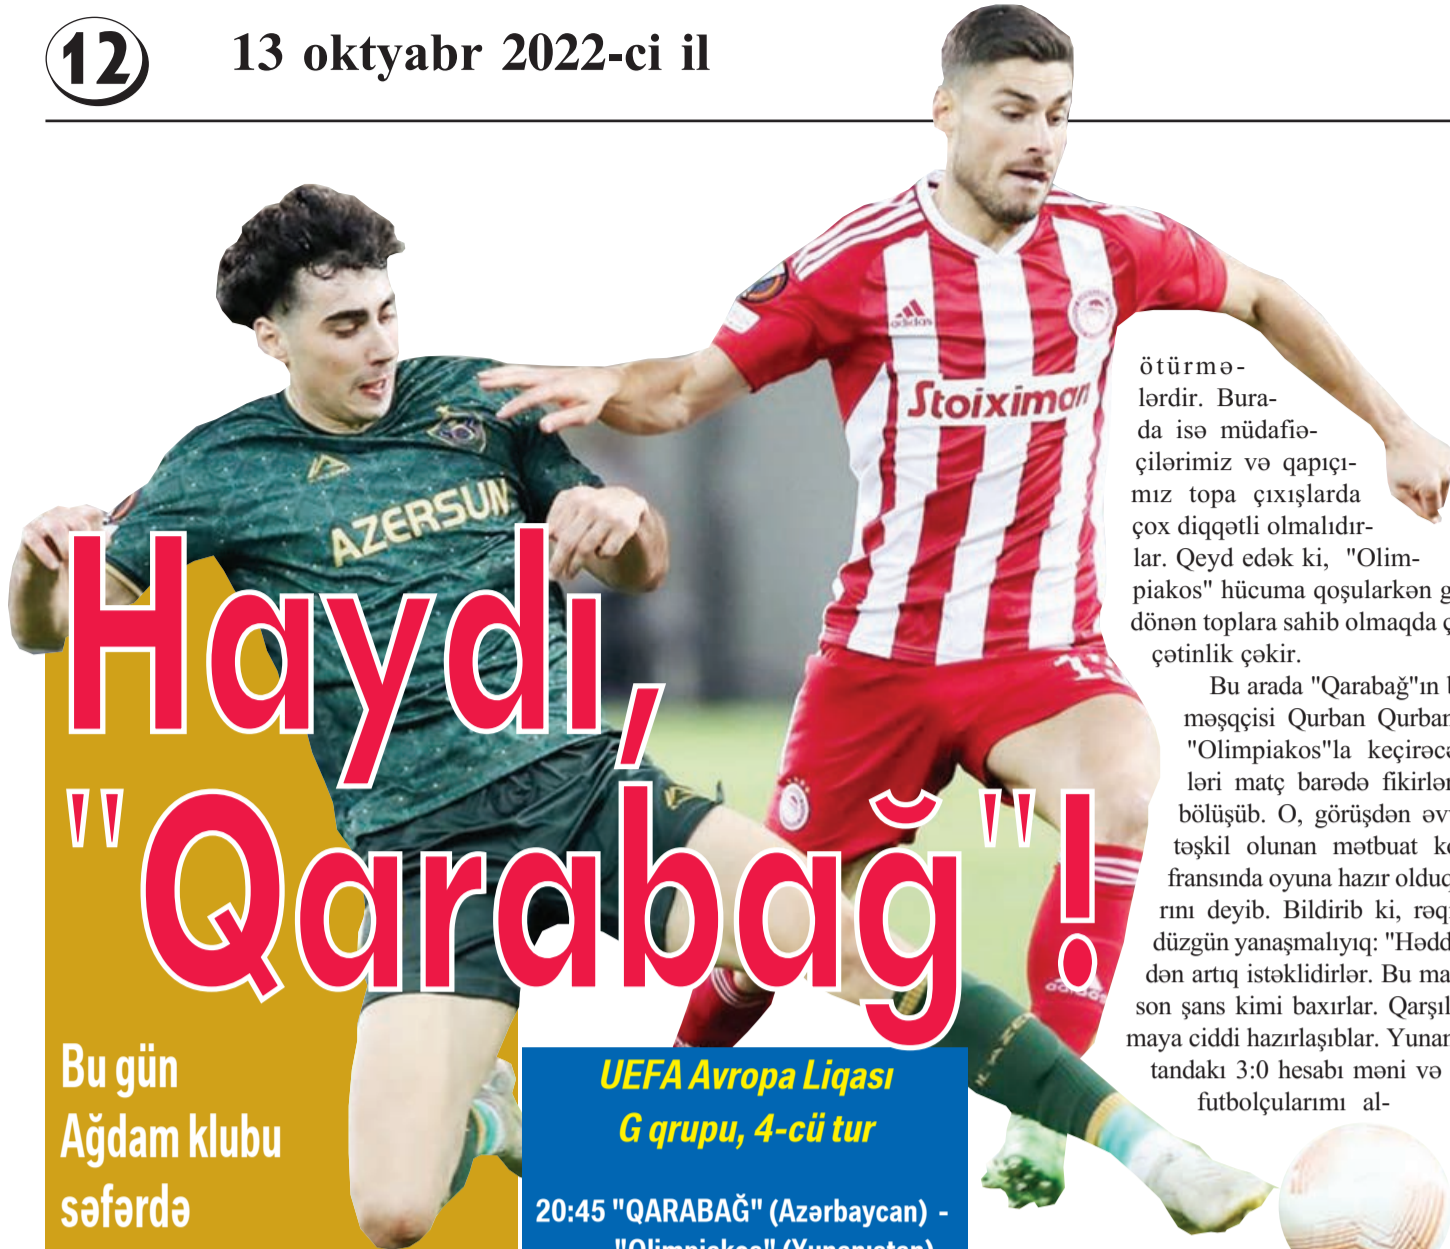 12
13 oktyabr 2022-ci il
adidas
Stoiximan
AZERSUN
Haydı,
"Qarabağ"!
Bu gün
Ağdam klubu
səfərdə
UEFA Avropa Liqası
G qrupu, 4-cü tur
20:45 "QARABAĞ" (Azərbaycan) -
"Olimpiakos" (Yunanıstan)
ötürmə-
lərdir. Bura-
da isə müdafiə-
çilərimiz və qapıçı-
mız topa çıxışlarda
çox diqqətli olmalıdır-
lar. Qeyd edək ki, "Olim-
piakos" hücuma qoşularkən
dönən toplara sahib olmaqda
çətinlik çəkir.
Bu arada "Qarabağ"ın
məşqçisi Qurban
"Olimpiakos"la
ləri matç barədə
bölüşüb. O, görüşdən
təşkil olunan mətbuat
fransında oyuna hazır
rını deyib. Bildirib ki,
düzgün yanaşmalıyıq:
dən artıq istəklidirlər. Bu
son şans kimi baxırlar.
maya ciddi hazırlaşıblar.
tandakı 3:0 hesabı məni və
futbolçularımı al-